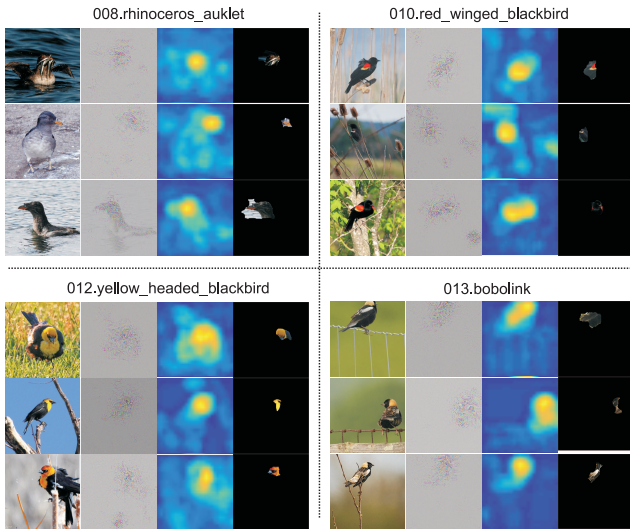 008.rhinoceros_auklet
010.red_winged_blackbird
012.yellow_headed_blackbird
013.bobolink